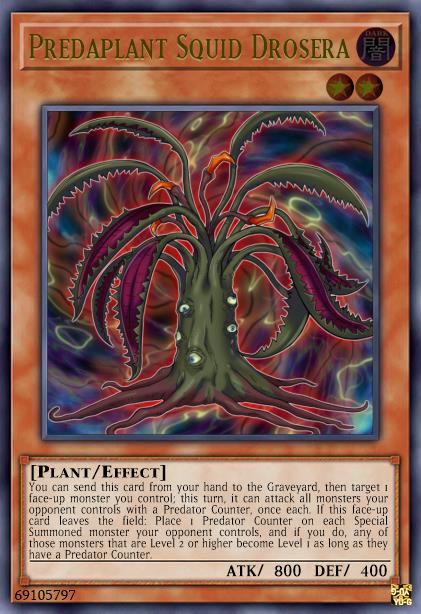 Predaplant Squid Drosera
DARK
闇
[Plant/Effect]
You can send this card from your hand to the Graveyard, then target 1
face-up monster you control; this turn, it can attack all monsters your
opponent controls with a Predator Counter, once each. If this face-up
card leaves the field: Place 1 Predator Counter on each Special
Summoned monster your opponent controls, and if you do, any of
those monsters that are Level 2 or higher become Level 1 as long as they
have a Predator Counter.
ATK/ 800 DEF/ 400
69105797